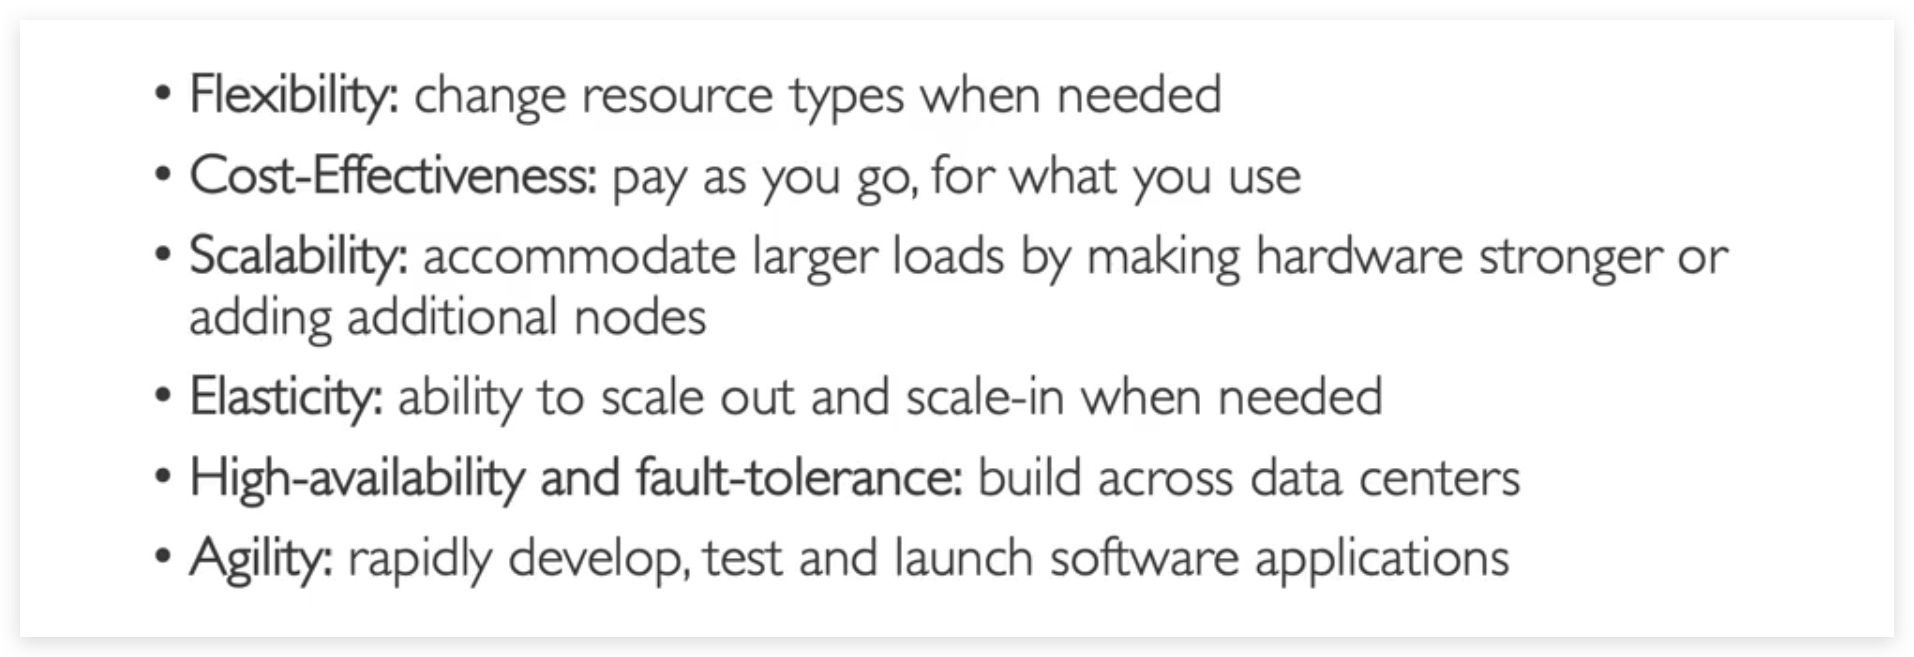 • Flexibility: change resource types when needed
• Cost-Effectiveness: pay as you go, for what you use
• Scalability: accommodate larger loads by making hardware stronger or
adding additional nodes
• Elasticity: ability to scale out and scale-in when needed
• High-availability and fault-tolerance: build across data centers
• Agility: rapidly develop, test and launch software applications